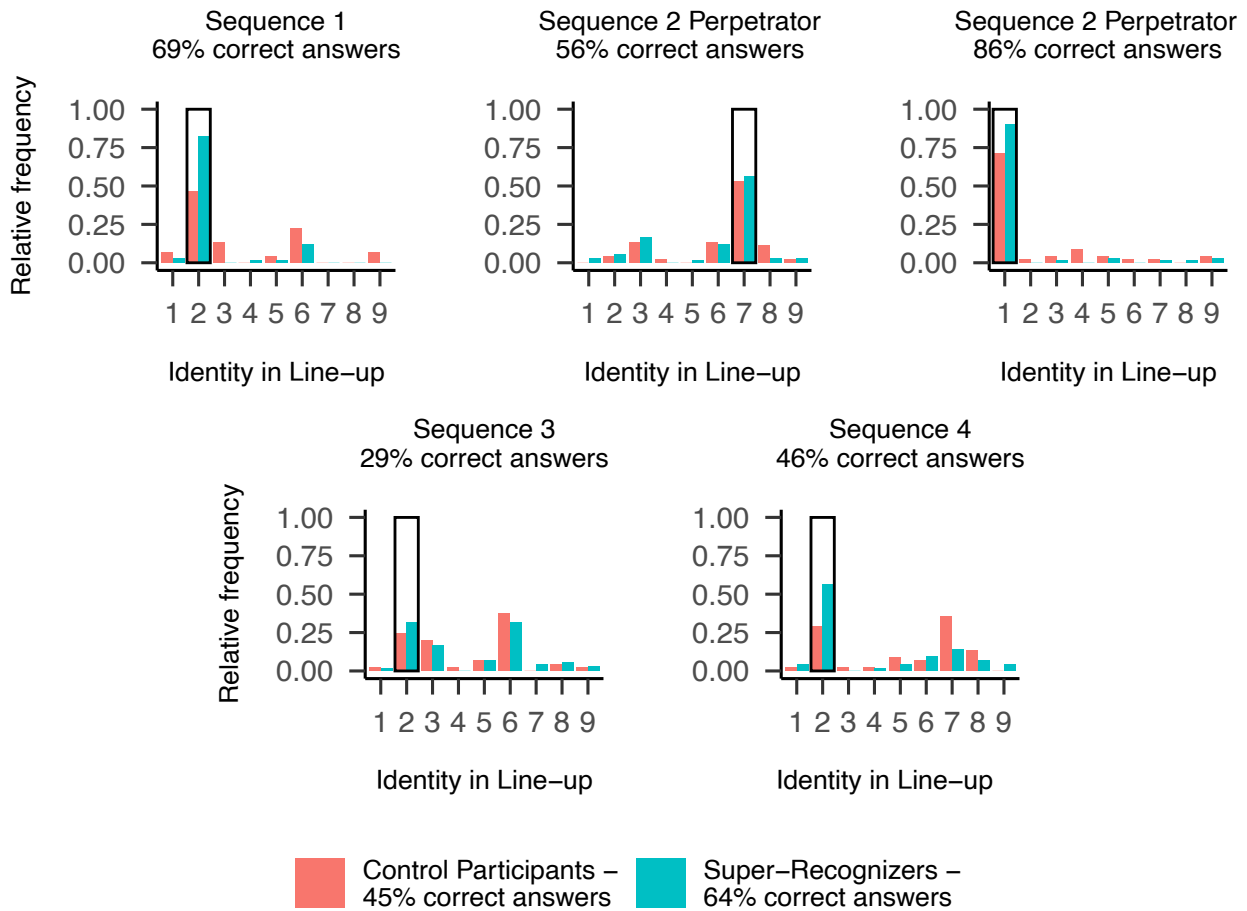 Sequence 1
69% correct answers
Sequence 2 Perpetrator
56% correct answers
Sequence 2 Perpetrator
86% correct answers
Relative frequency
1.00
0.75
0.50
0.25
0.00
1 2 3 4 5 6 7 8 9
Identity in Line−up
1.00
0.75
0.50
0.25
0.00
1 2 3 4 5 6 7 8 9
Identity in Line−up
1.00
0.75
0.50
0.25
0.00
1 2 3 4 5 6 7 8 9
Identity in Line−up
Sequence 3
29% correct answers
Sequence 4
46% correct answers
Relative frequency
1.00
0.75
0.50
0.25
0.00
1 2 3 4 5 6 7 8 9
Identity in Line−up
Relative frequency
1.00
0.75
0.50
0.25
0.00
1 2 3 4 5 6 7 8 9
Identity in Line−up
Control Participants −
45% correct answers
Super−Recognizers −
64% correct answers